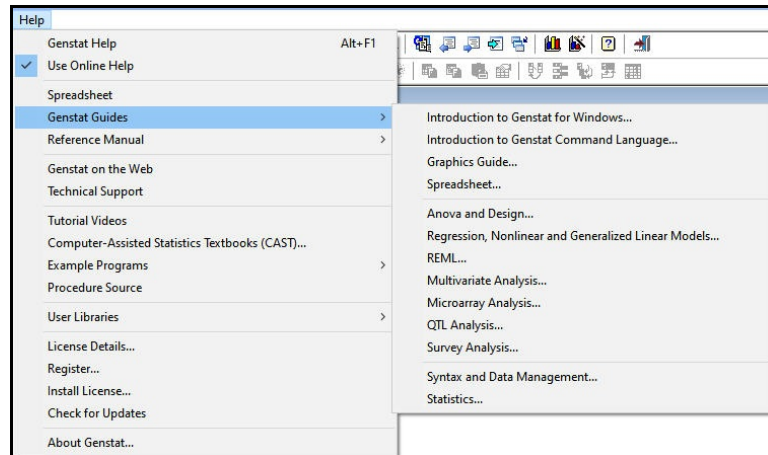 Help
Genstat Help Alt+F1
Use Online Help
Spreadsheet
Genstat Guides
Reference Manual
Genstat on the Web
Technical Support
Tutorial Videos
Computer-Assisted Statistics Textbooks (CAST)...
Example Programs
Procedure Source
User Libraries
License Details...
Register...
Install License...
Check for Updates
About Genstat...
Introduction to Genstat for Windows...
Introduction to Genstat Command Language...
Graphics Guide...
Spreadsheet...
Anova and Design...
Regression, Nonlinear and Generalized Linear Models...
REML...
Multivariate Analysis...
Microarray Analysis...
QTL Analysis...
Survey Analysis...
Syntax and Data Management...
Statistics...